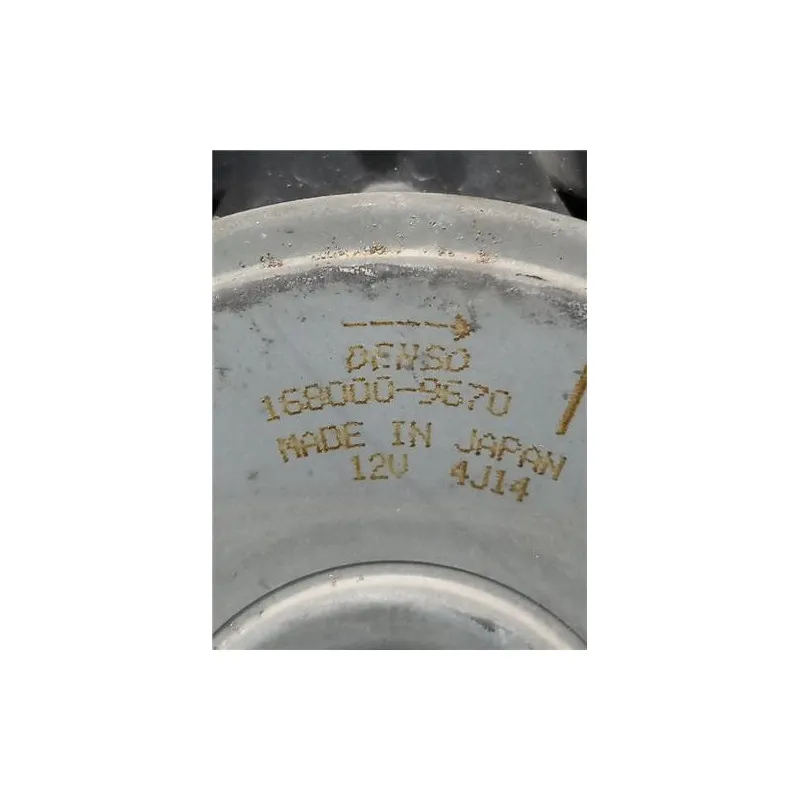 DENSO
168000-9670
MADE IN JAPAN
12V 4J14